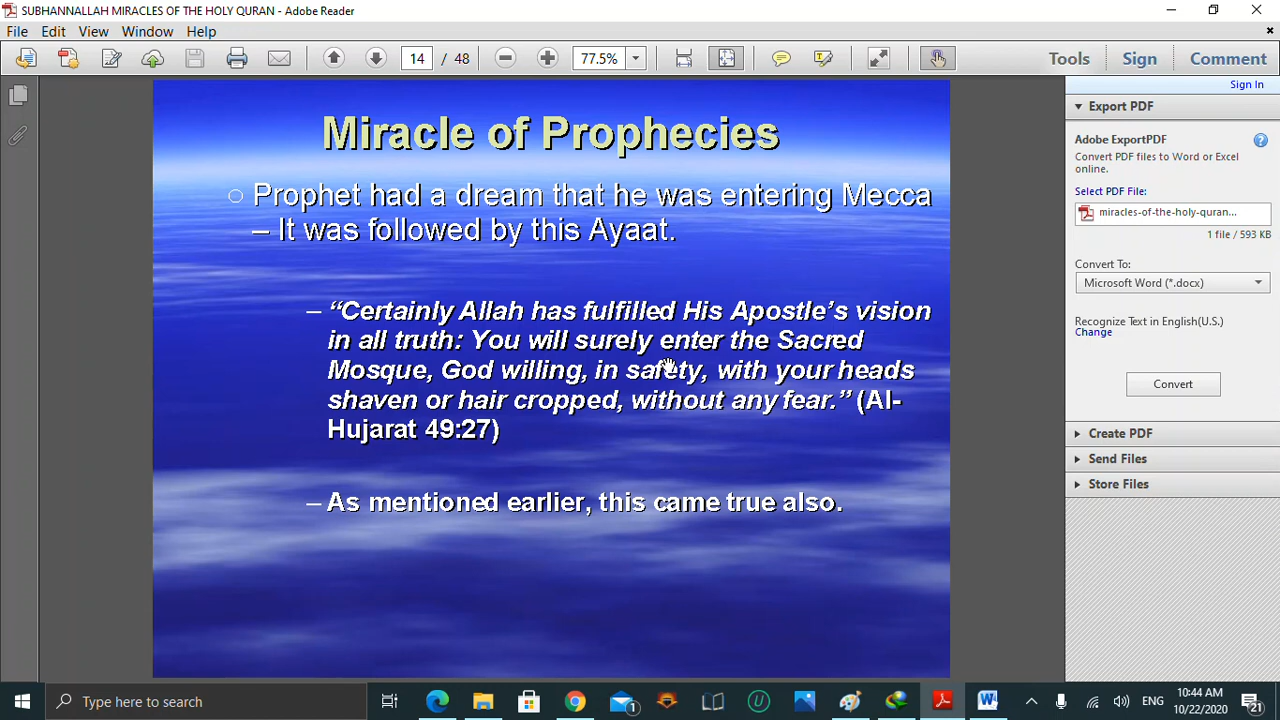 SUBHANNALLAH MIRACLES OF THE HOLY QURAN - Adobe Reader
File Edit View Window Help
14 / 48 77.5% Tools Sign Comment
Sign In
Export PDF
Adobe ExportPDF
Convert PDF files to Word or Excel
online.
Select PDF File:
miracles-of-the-holy-quran...
1 file / 593 KB
Convert To:
Microsoft Word (*.docx)
Recognize Text in English(U.S.)
Change
Convert
Create PDF
Send Files
Store Files
Miracle of Prophecies
Prophet had a dream that he was entering Mecca
– It was followed by this Ayaat.
– “Certainly Allah has fulfilled His Apostle’s vision
in all truth: You will surely enter the Sacred
Mosque, God willing, in safety, with your heads
shaven or hair cropped, without any fear.” (Al-
Hujarat 49:27)
– As mentioned earlier, this came true also.
Type here to search
1
W
ENG
10:44 AM
10/22/2020
21